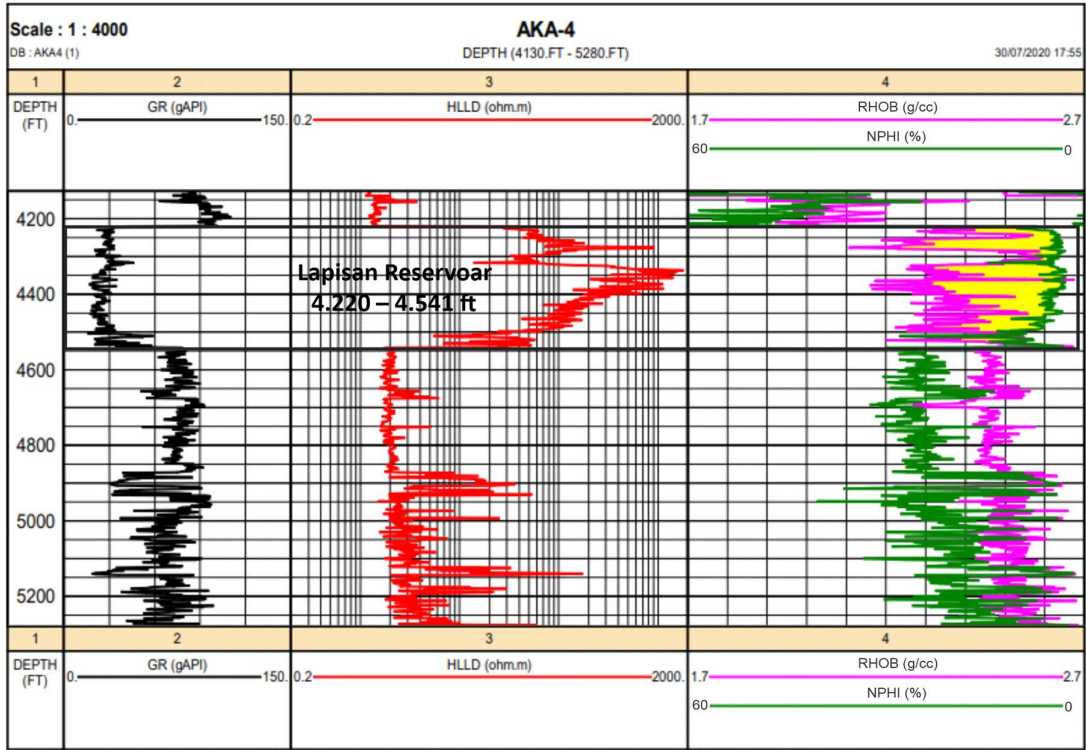 Scale : 1 : 4000
AKA-4
DB : AKA4 (1)
DEPTH (4130.FT - 5280.FT)
30/07/2020 17:55
1 2 3 4
DEPTH
(FT)
GR (gAPI)
0. 150.
HLLD (ohm.m)
0.2 2000.
RHOB (g/cc)
1.7 2.7
NPHI (%)
60 0
4200
Lapisan Reservoar
4.220 – 4.541 ft
4400
4600
4800
5000
5200
1 2 3 4
DEPTH
(FT)
GR (gAPI)
0. 150.
HLLD (ohm.m)
0.2 2000.
RHOB (g/cc)
1.7 2.7
NPHI (%)
60 0